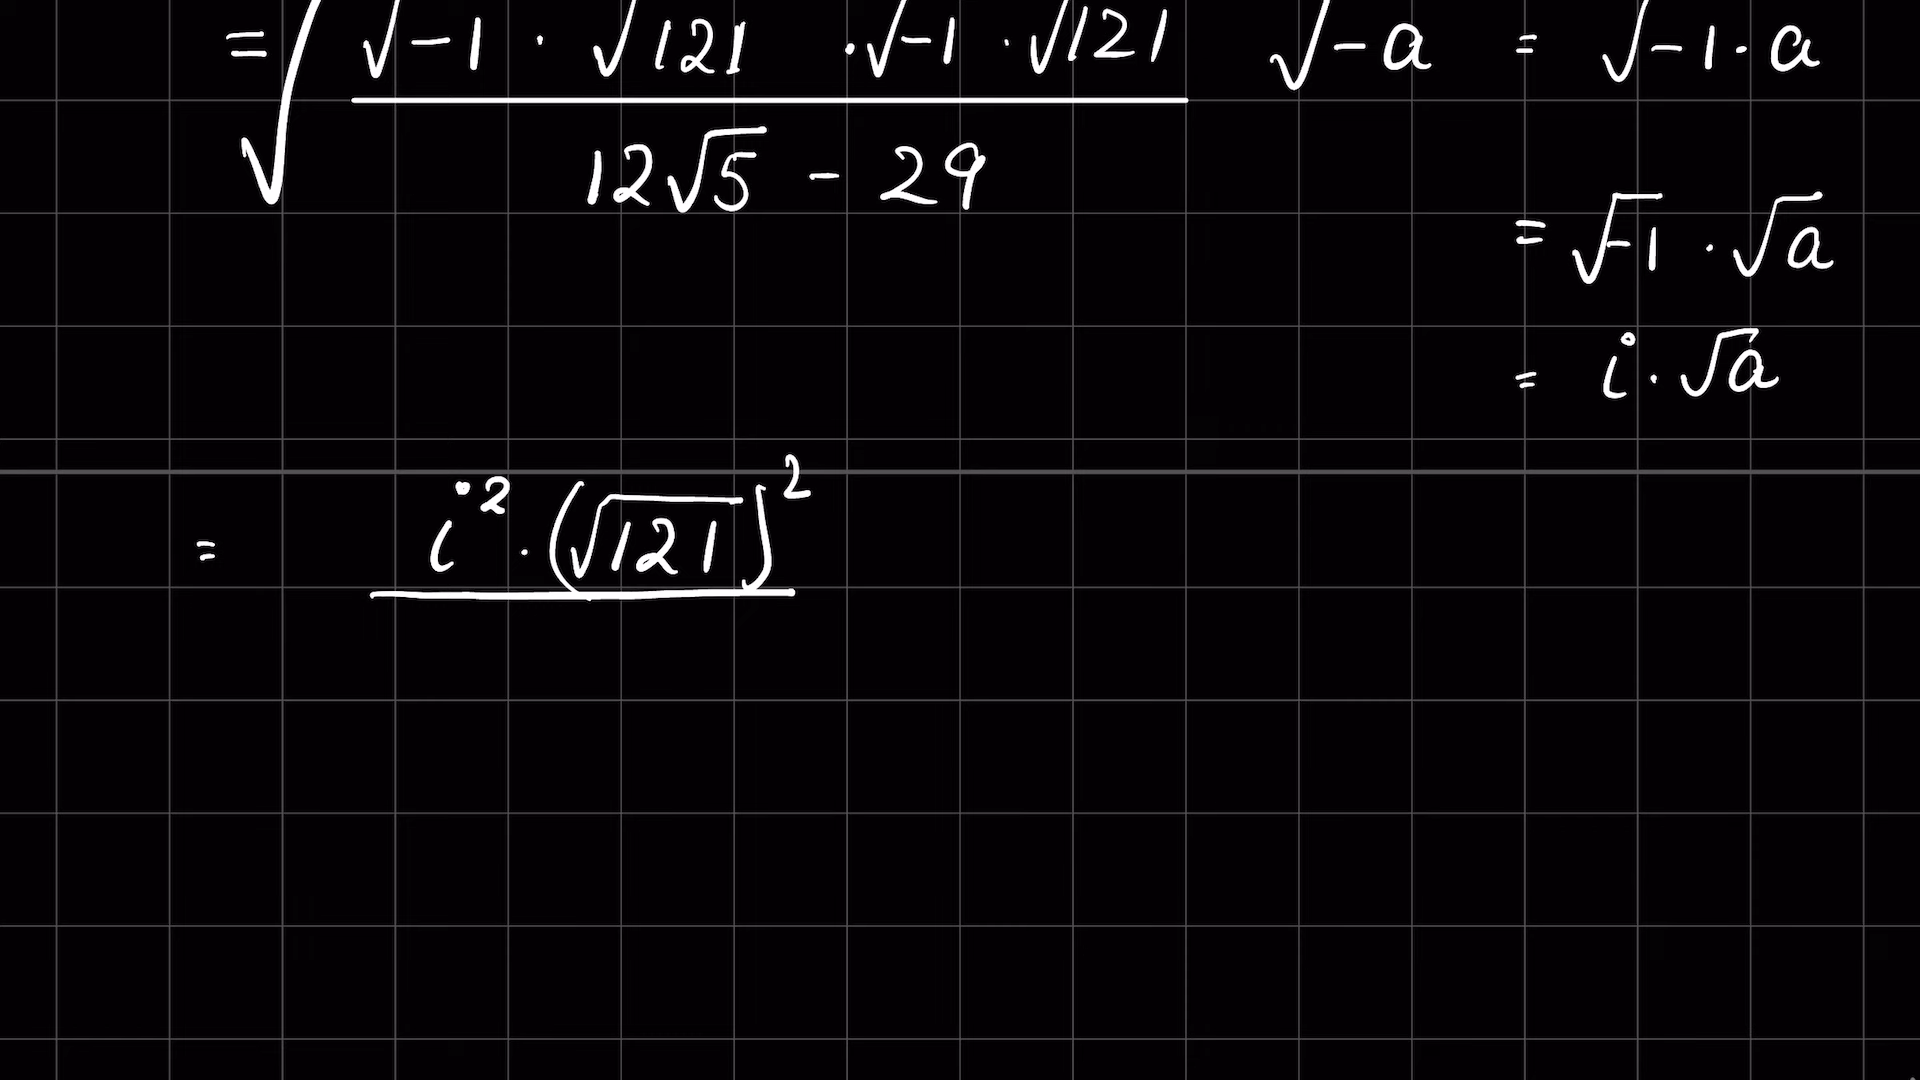 = √ √-1 · √121 · √-1 · √121
12√5 - 29
√-a = √-1·a
= √-1 · √a
= i · √a
= i² · (√121)²